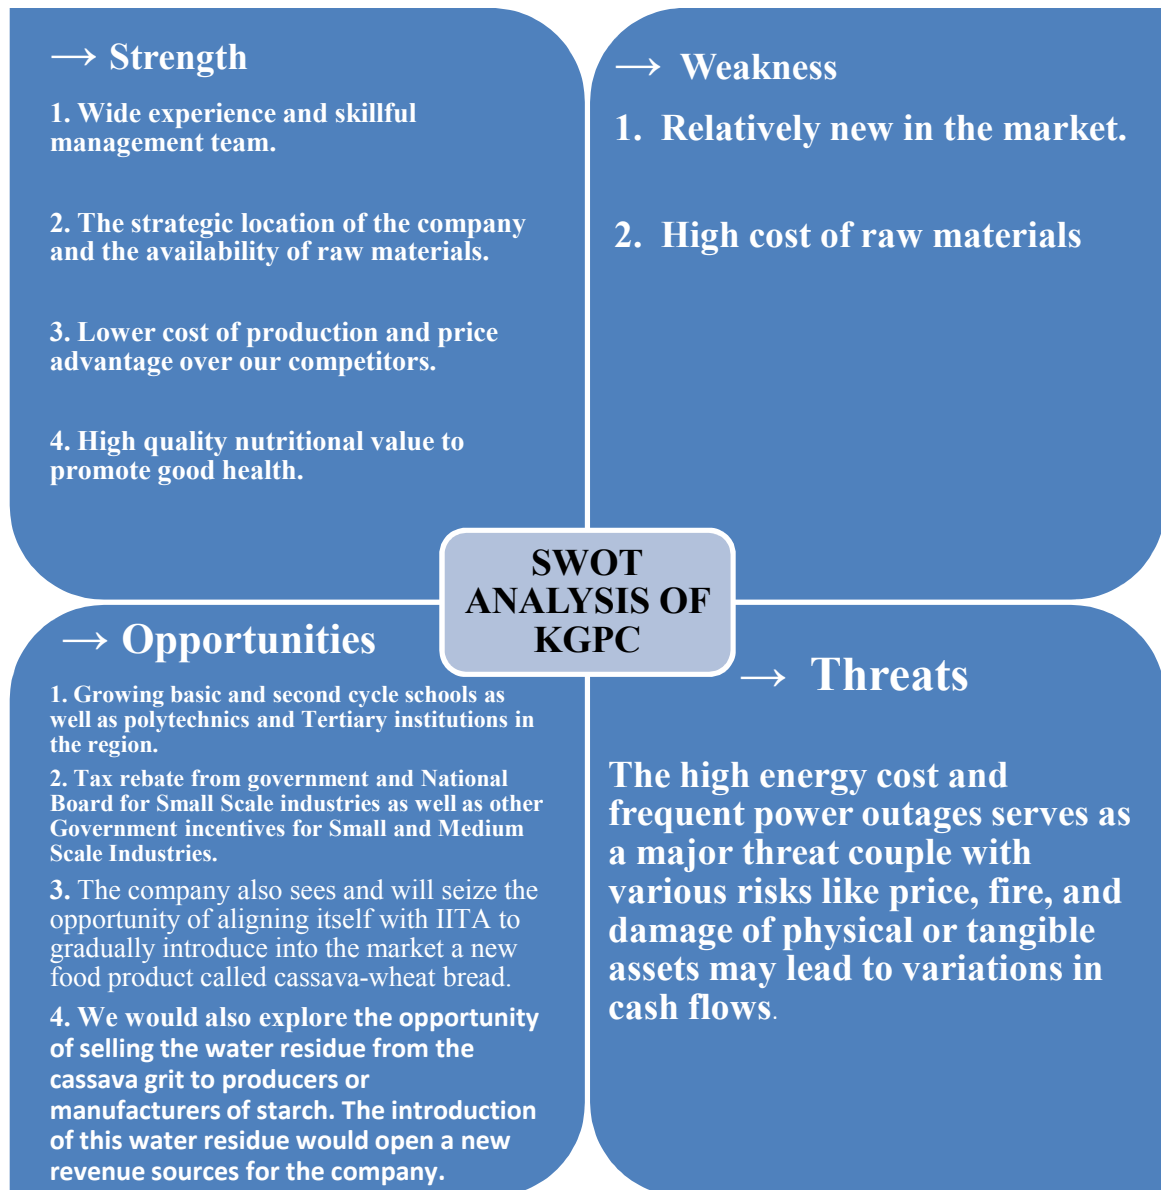 → Strength
1. Wide experience and skillful
management team.
2. The strategic location of the company
and the availability of raw materials.
3. Lower cost of production and price
advantage over our competitors.
4. High quality nutritional value to
promote good health.
→ Weakness
1. Relatively new in the market.
2. High cost of raw materials
SWOT
ANALYSIS OF
KGPC
→ Opportunities
1. Growing basic and second cycle schools as
well as polytechnics and Tertiary institutions in
the region.
2. Tax rebate from government and National
Board for Small Scale industries as well as other
Government incentives for Small and Medium
Scale Industries.
3. The company also sees and will seize the
opportunity of aligning itself with IITA to
gradually introduce into the market a new
food product called cassava-wheat bread.
4. We would also explore the opportunity
of selling the water residue from the
cassava grit to producers or
manufacturers of starch. The introduction
of this water residue would open a new
revenue sources for the company.
→ Threats
The high energy cost and
frequent power outages serves as
a major threat couple with
various risks like price, fire, and
damage of physical or tangible
assets may lead to variations in
cash flows.